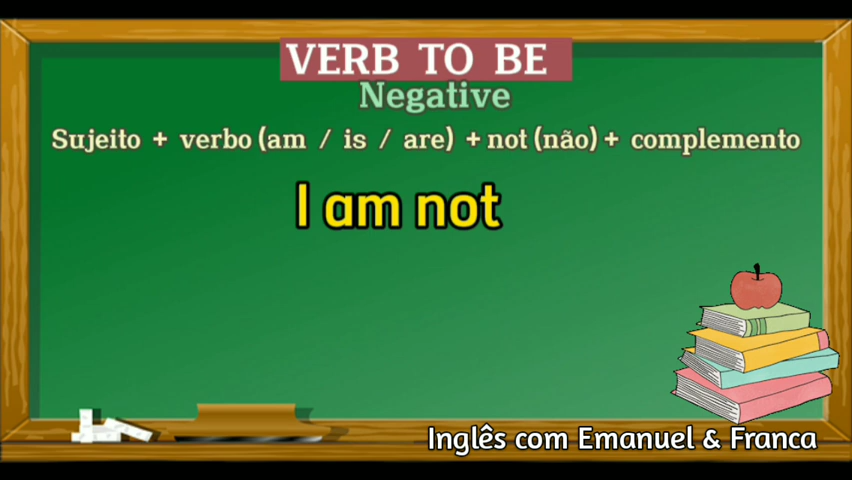 VERB TO BE
Negative
Sujeito + verbo (am / is / are) + not (não) + complemento
I am not
Inglês com Emanuel & Franca